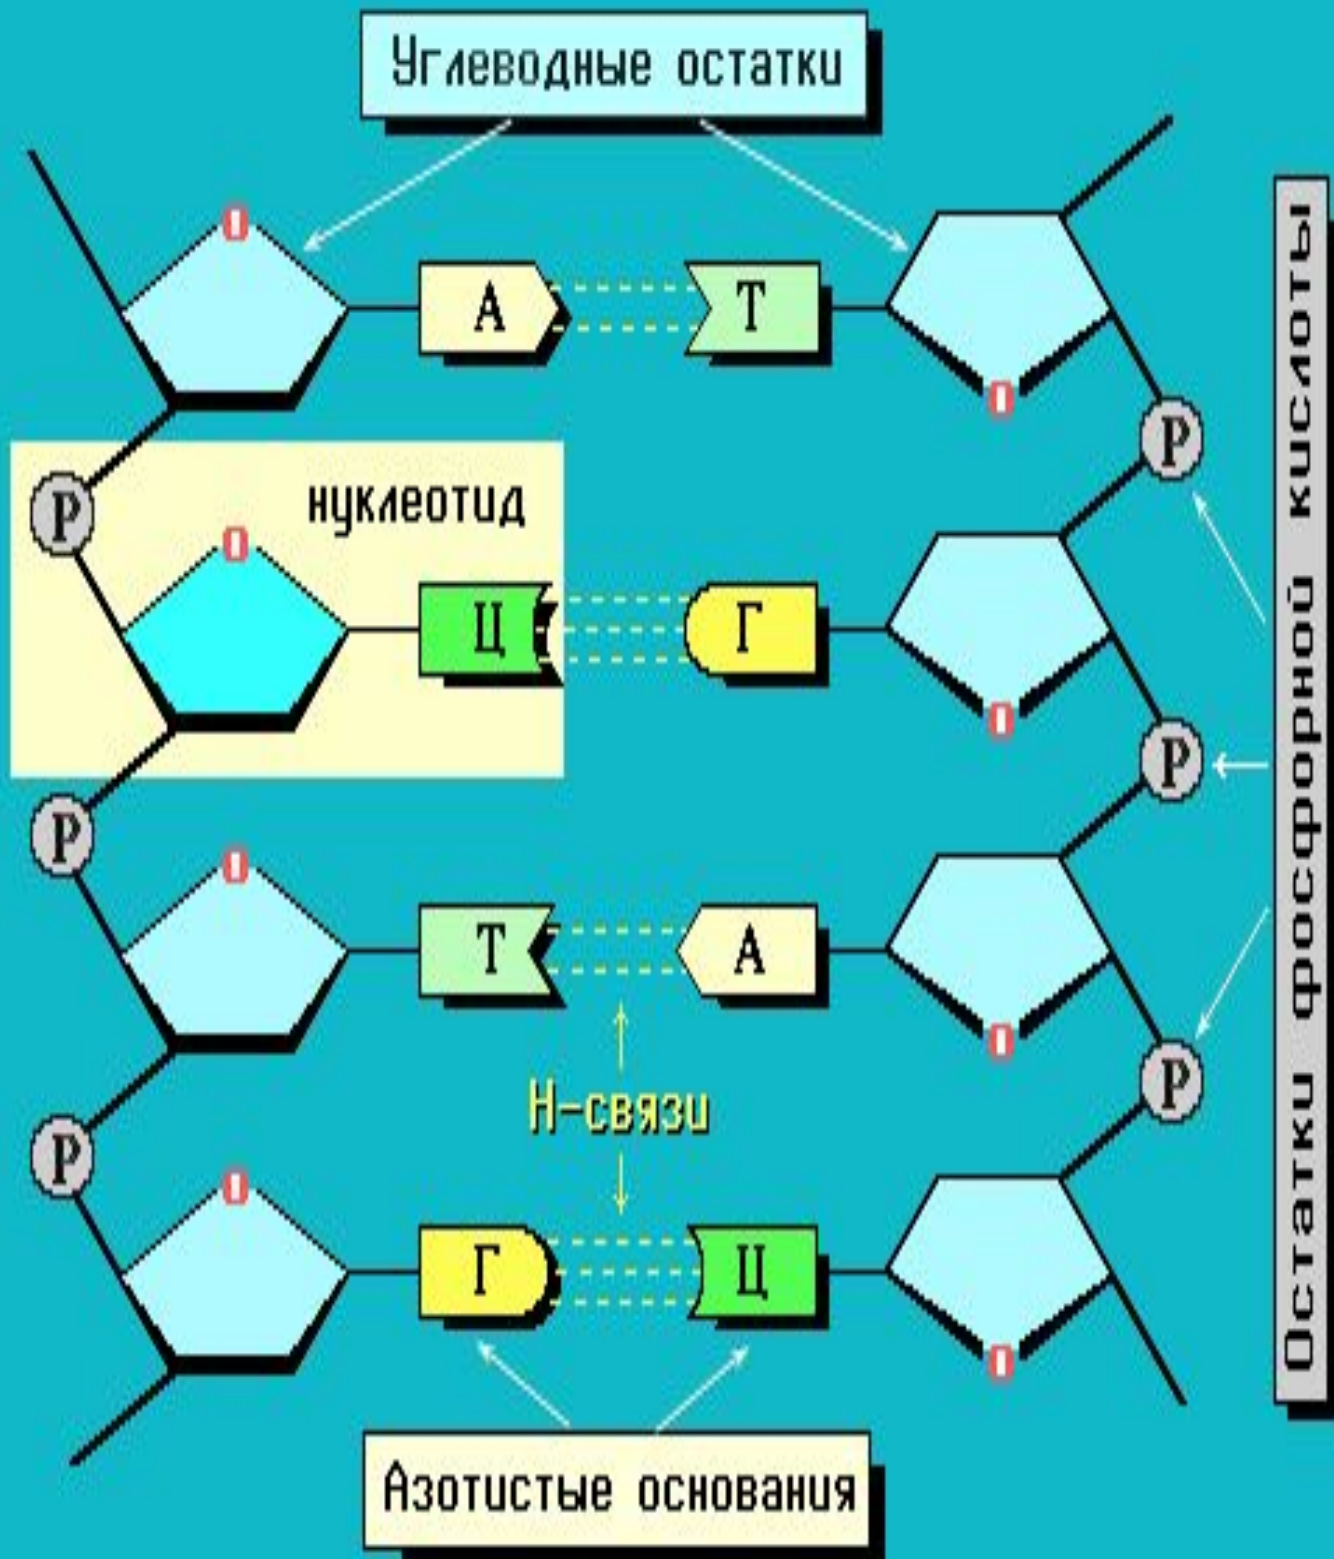 Углеводные остатки
А Т
Р
Р
нуклеотид
Ц Г
Р
Р
Т А
Н-связи
Р
Р
Г Ц
Азотистые основания
Остатки фосфорной кислоты